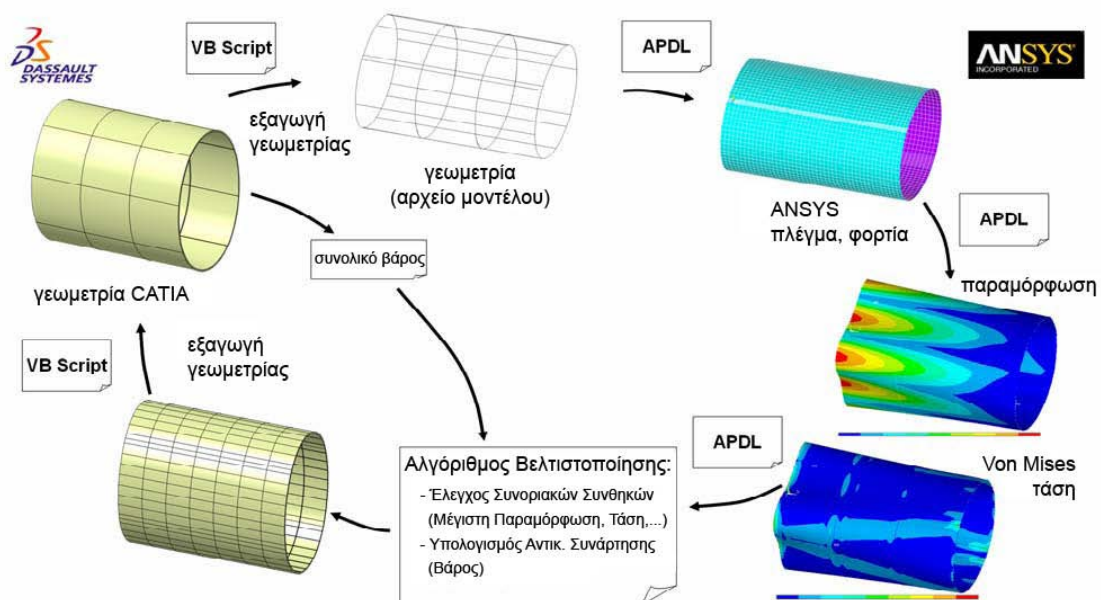 DASSAULT
SYSTEMES
VB Script
εξαγωγή
γεωμετρίας
γεωμετρία
(αρχείο μοντέλου)
APDL
ANSYS
INCORPORATED
ANSYS
πλέγμα, φορτία
APDL
παραμόρφωση
συνολικό βάρος
γεωμετρία CATIA
VB Script
εξαγωγή
γεωμετρίας
Αλγόριθμος Βελτιστοποίησης:
- Έλεγχος Συνοριακών Συνθηκών
(Μέγιστη Παραμόρφωση, Τάση,...)
- Υπολογισμός Αντικ. Συνάρτησης
(Βάρος)
APDL
Von Mises
τάση